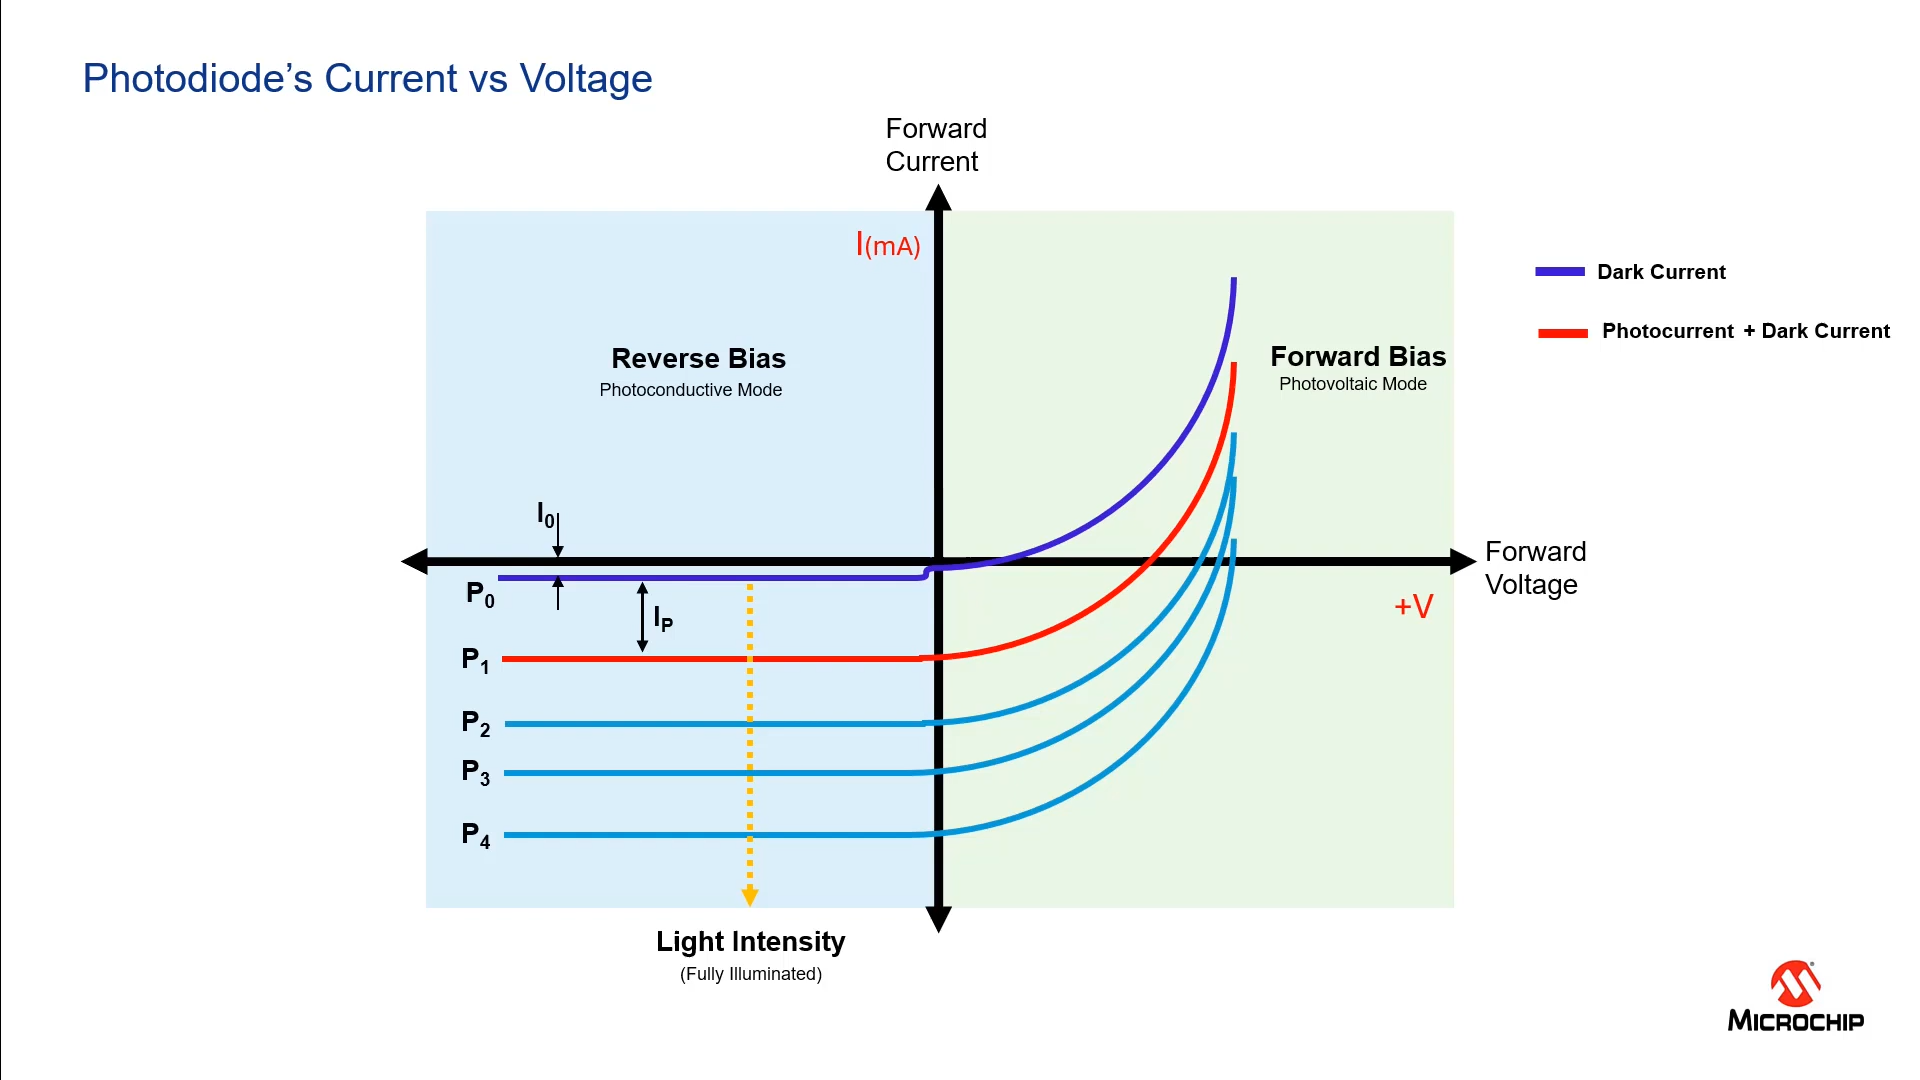 Photodiode’s Current vs Voltage
Forward
Current
I(mA)
Dark Current
Photocurrent + Dark Current
Reverse Bias
Photoconductive Mode
Forward Bias
Photovoltaic Mode
I0
Forward
Voltage
P0
+V
IP
P1
P2
P3
P4
Light Intensity
(Fully Illuminated)
MICROCHIP